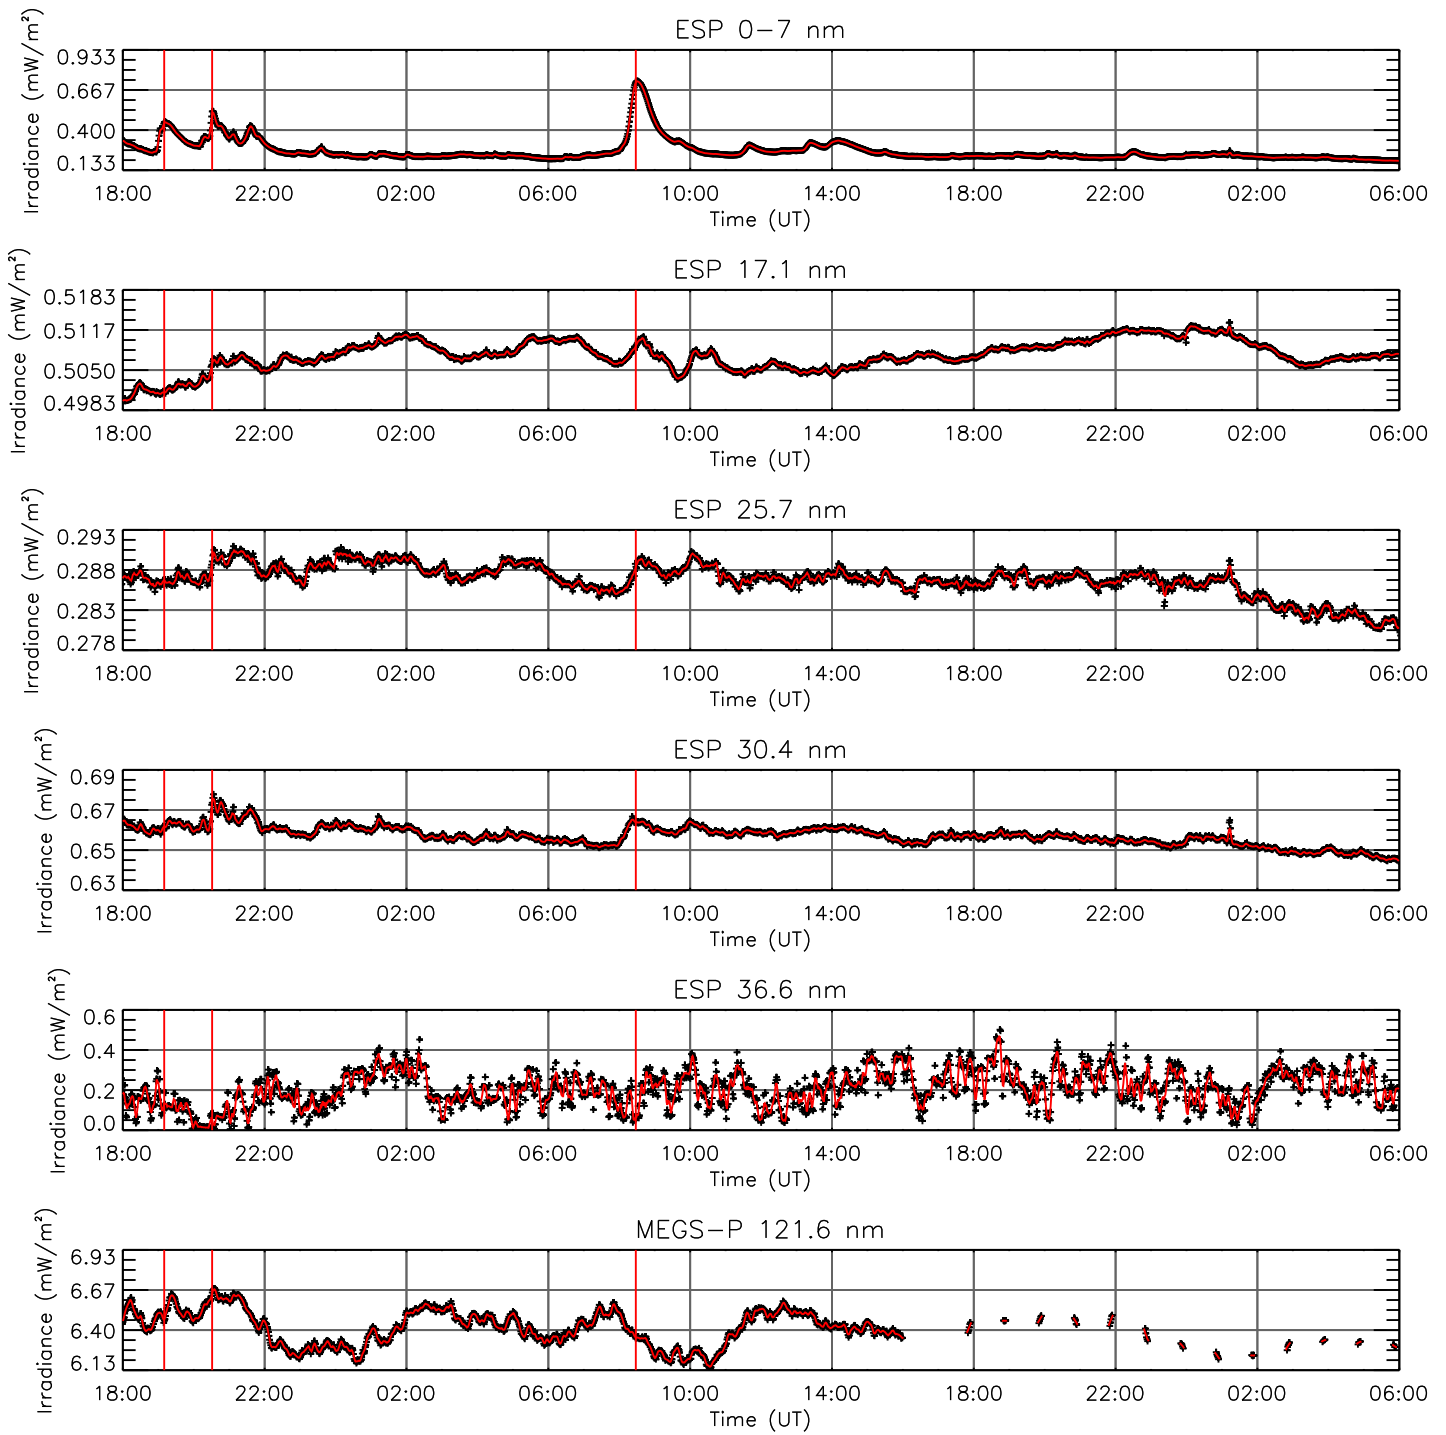 ESP 0-7 nm
Irradiance (mW/m²)
0.933
0.667
0.400
0.133
18:00 22:00 02:00 06:00 10:00 14:00 18:00 22:00 02:00 06:00
Time (UT)
ESP 17.1 nm
Irradiance (mW/m²)
0.5183
0.5117
0.5050
0.4983
18:00 22:00 02:00 06:00 10:00 14:00 18:00 22:00 02:00 06:00
Time (UT)
ESP 25.7 nm
Irradiance (mW/m²)
0.293
0.288
0.283
0.278
18:00 22:00 02:00 06:00 10:00 14:00 18:00 22:00 02:00 06:00
Time (UT)
ESP 30.4 nm
Irradiance (mW/m²)
0.69
0.67
0.65
0.63
18:00 22:00 02:00 06:00 10:00 14:00 18:00 22:00 02:00 06:00
Time (UT)
ESP 36.6 nm
Irradiance (mW/m²)
0.6
0.4
0.2
0.0
18:00 22:00 02:00 06:00 10:00 14:00 18:00 22:00 02:00 06:00
Time (UT)
MEGS-P 121.6 nm
Irradiance (mW/m²)
6.93
6.67
6.40
6.13
18:00 22:00 02:00 06:00 10:00 14:00 18:00 22:00 02:00 06:00
Time (UT)